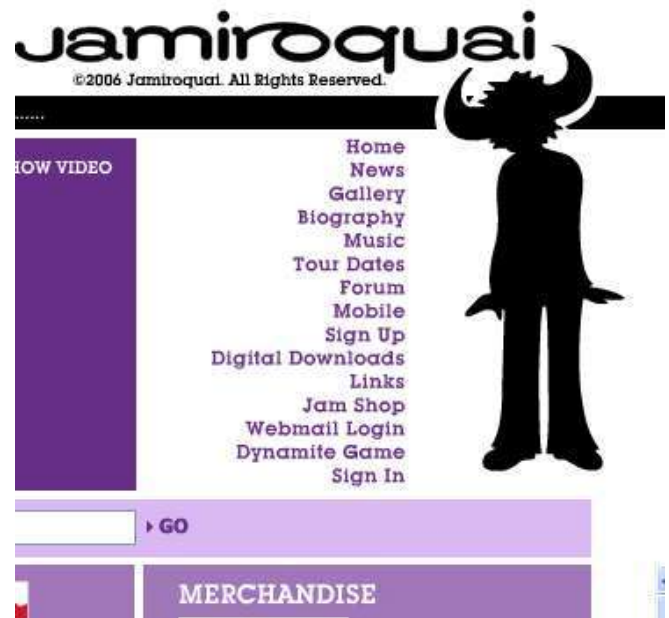 Jamiroquai
©2006 Jamiroquai. All Rights Reserved.
......
HOW VIDEO
Home
News
Gallery
Biography
Music
Tour Dates
Forum
Mobile
Sign Up
Digital Downloads
Links
Jam Shop
Webmail Login
Dynamite Game
Sign In
GO
MERCHANDISE